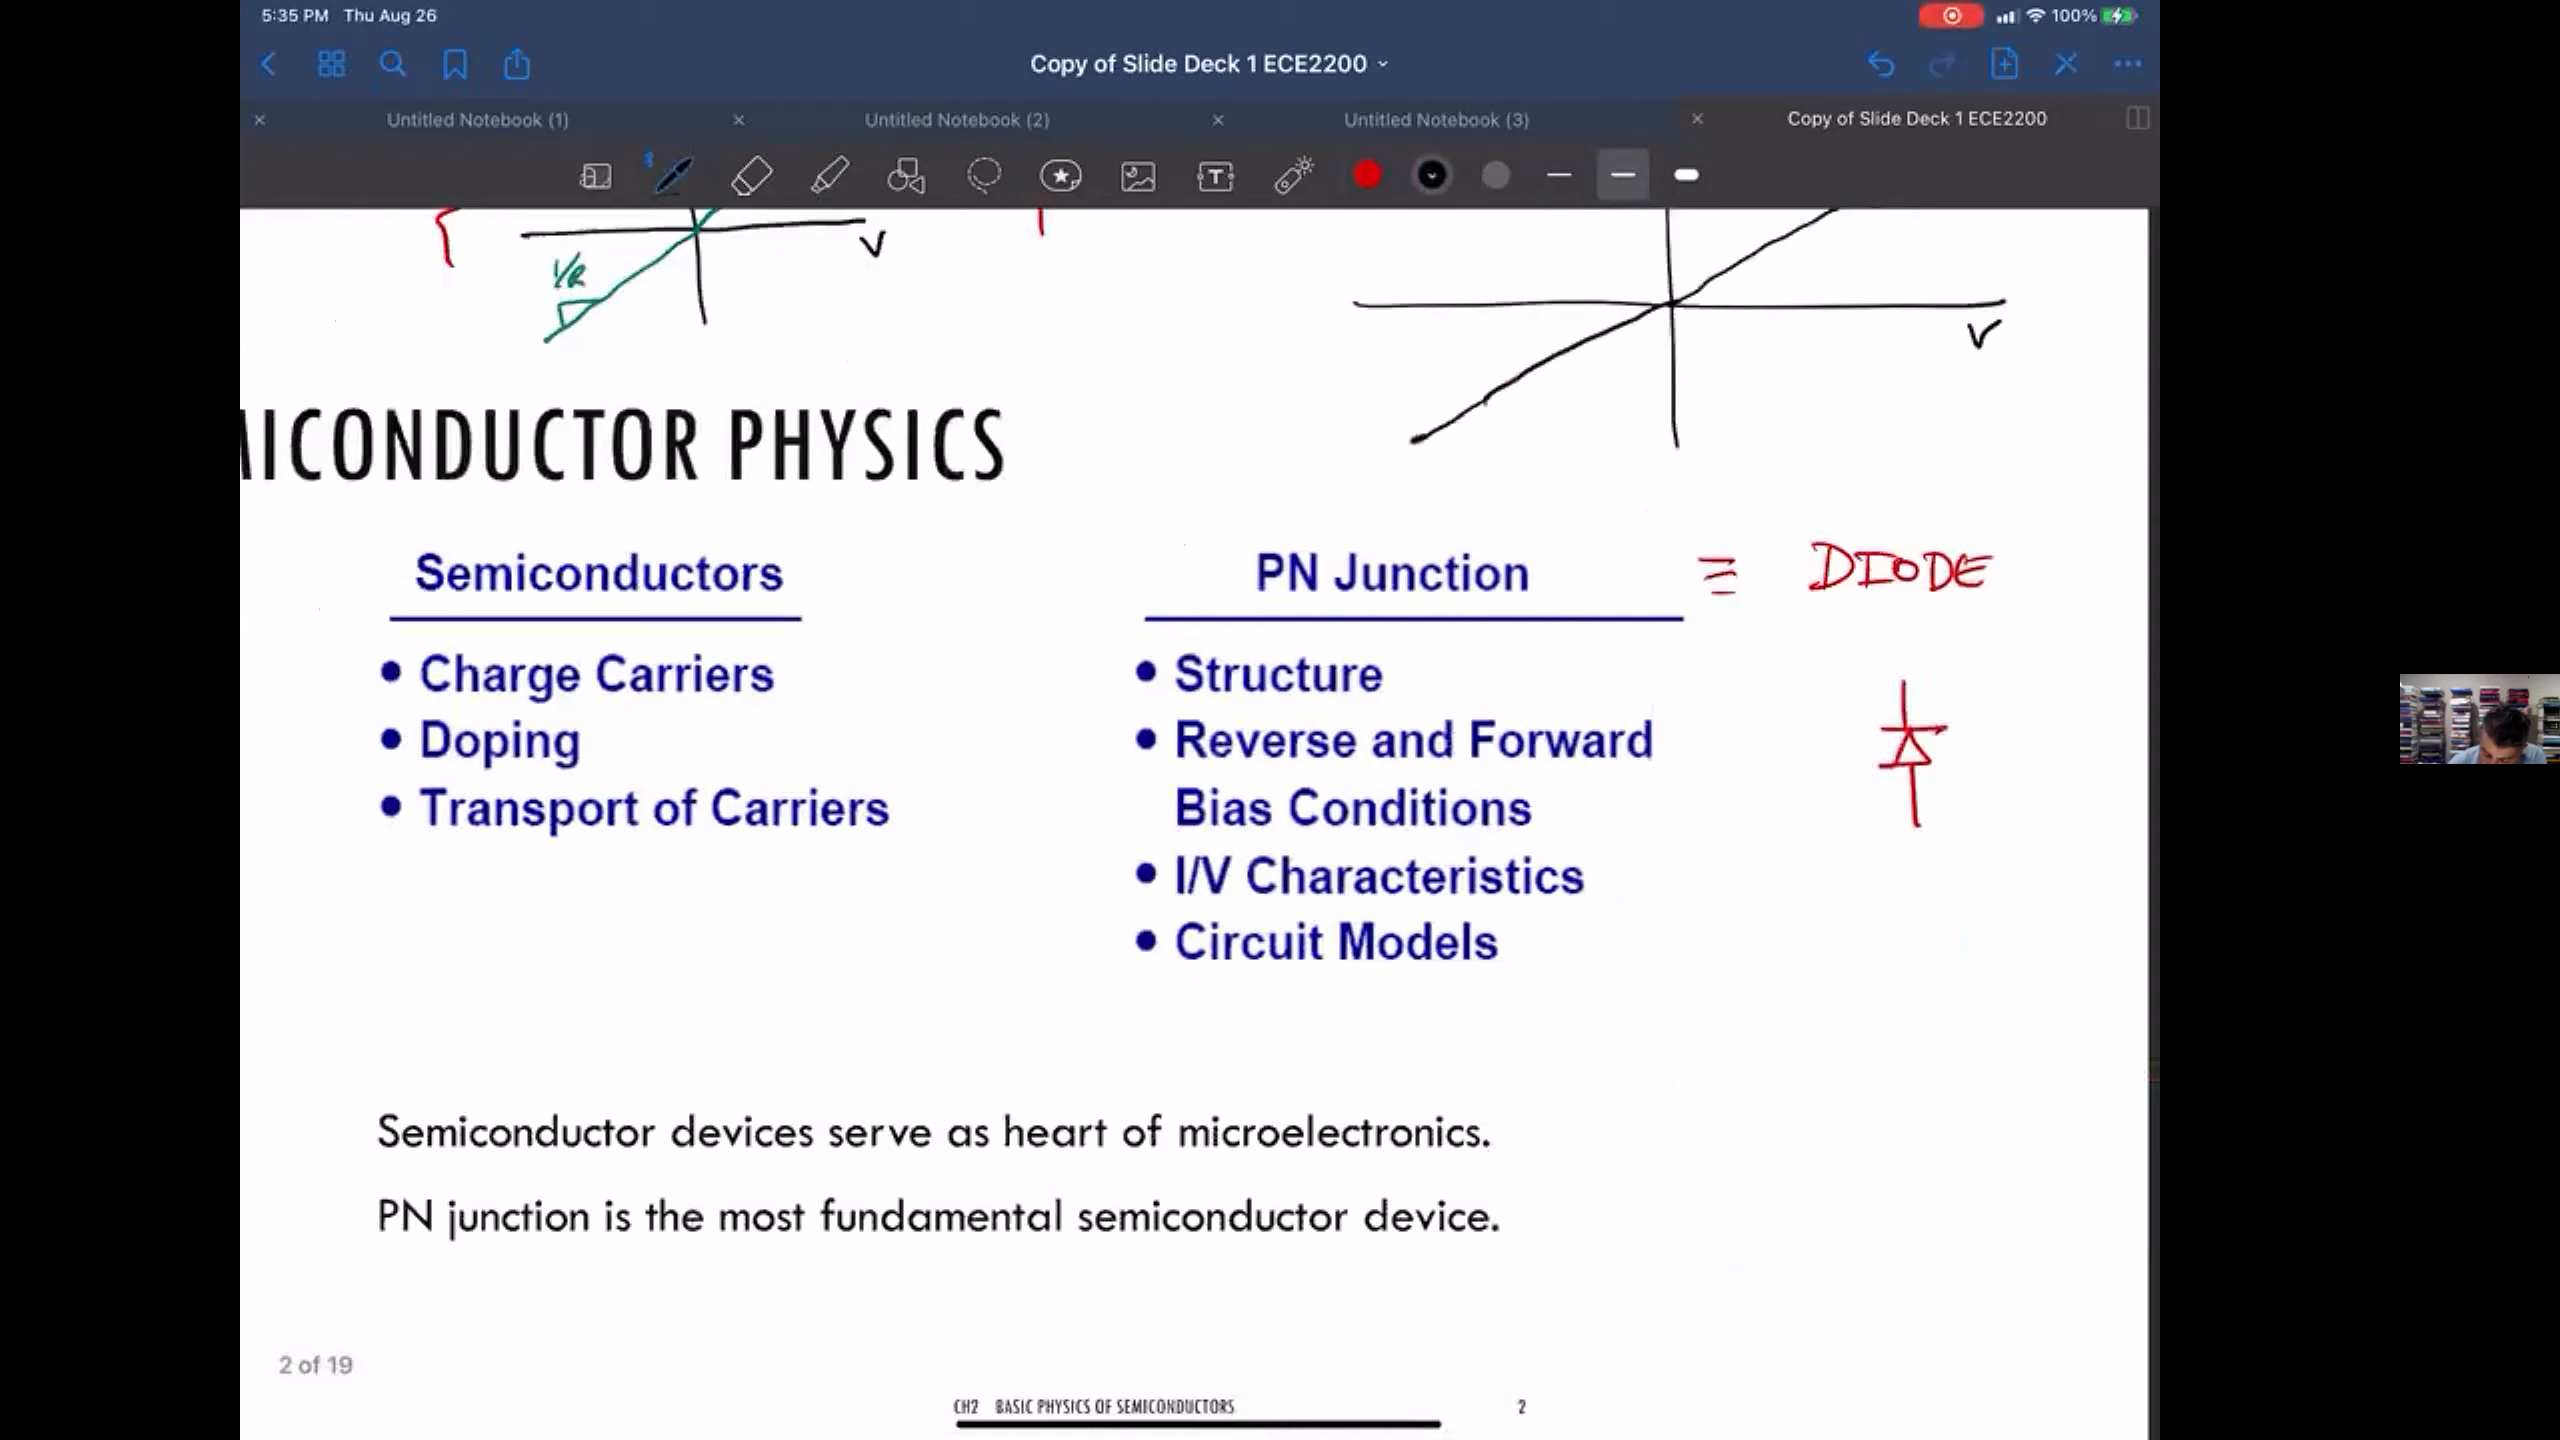 5:35 PM Thu Aug 26
100%
Copy of Slide Deck 1 ECE2200
Untitled Notebook (1)
Untitled Notebook (2)
Untitled Notebook (3)
Copy of Slide Deck 1 ECE2200
V
1/R
V
MICONDUCTOR PHYSICS
Semiconductors
PN Junction ≡ DIODE
• Charge Carriers
• Doping
• Transport of Carriers
• Structure
• Reverse and Forward
Bias Conditions
• I/V Characteristics
• Circuit Models
Semiconductor devices serve as heart of microelectronics.
PN junction is the most fundamental semiconductor device.
2 of 19
CH2 BASIC PHYSICS OF SEMICONDUCTORS
2